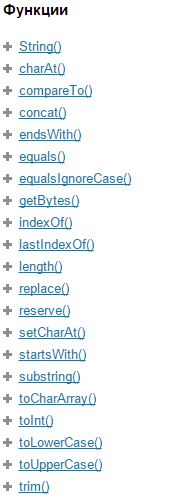 Функции
String()
charAt()
compareTo()
concat()
endsWith()
equals()
equalsIgnoreCase()
getBytes()
indexOf()
lastIndexOf()
length()
replace()
reserve()
setCharAt()
startsWith()
substring()
toCharArray()
toInt()
toLowerCase()
toUpperCase()
trim()